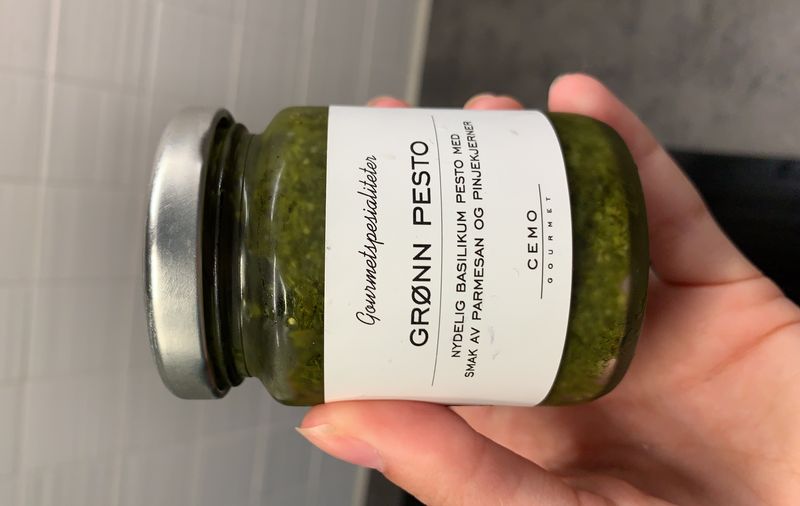 Gourmetspesialiteter
GRØNN PESTO
NYDELIG BASILIKUM PESTO MED
SMAK AV PARMESAN OG PINJEKJERNER
CEMO
GOURMET